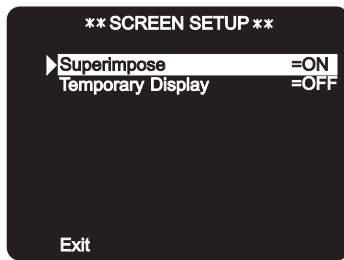 ** SCREEN SETUP **
Superimpose =ON
Temporary Display =OFF
Exit